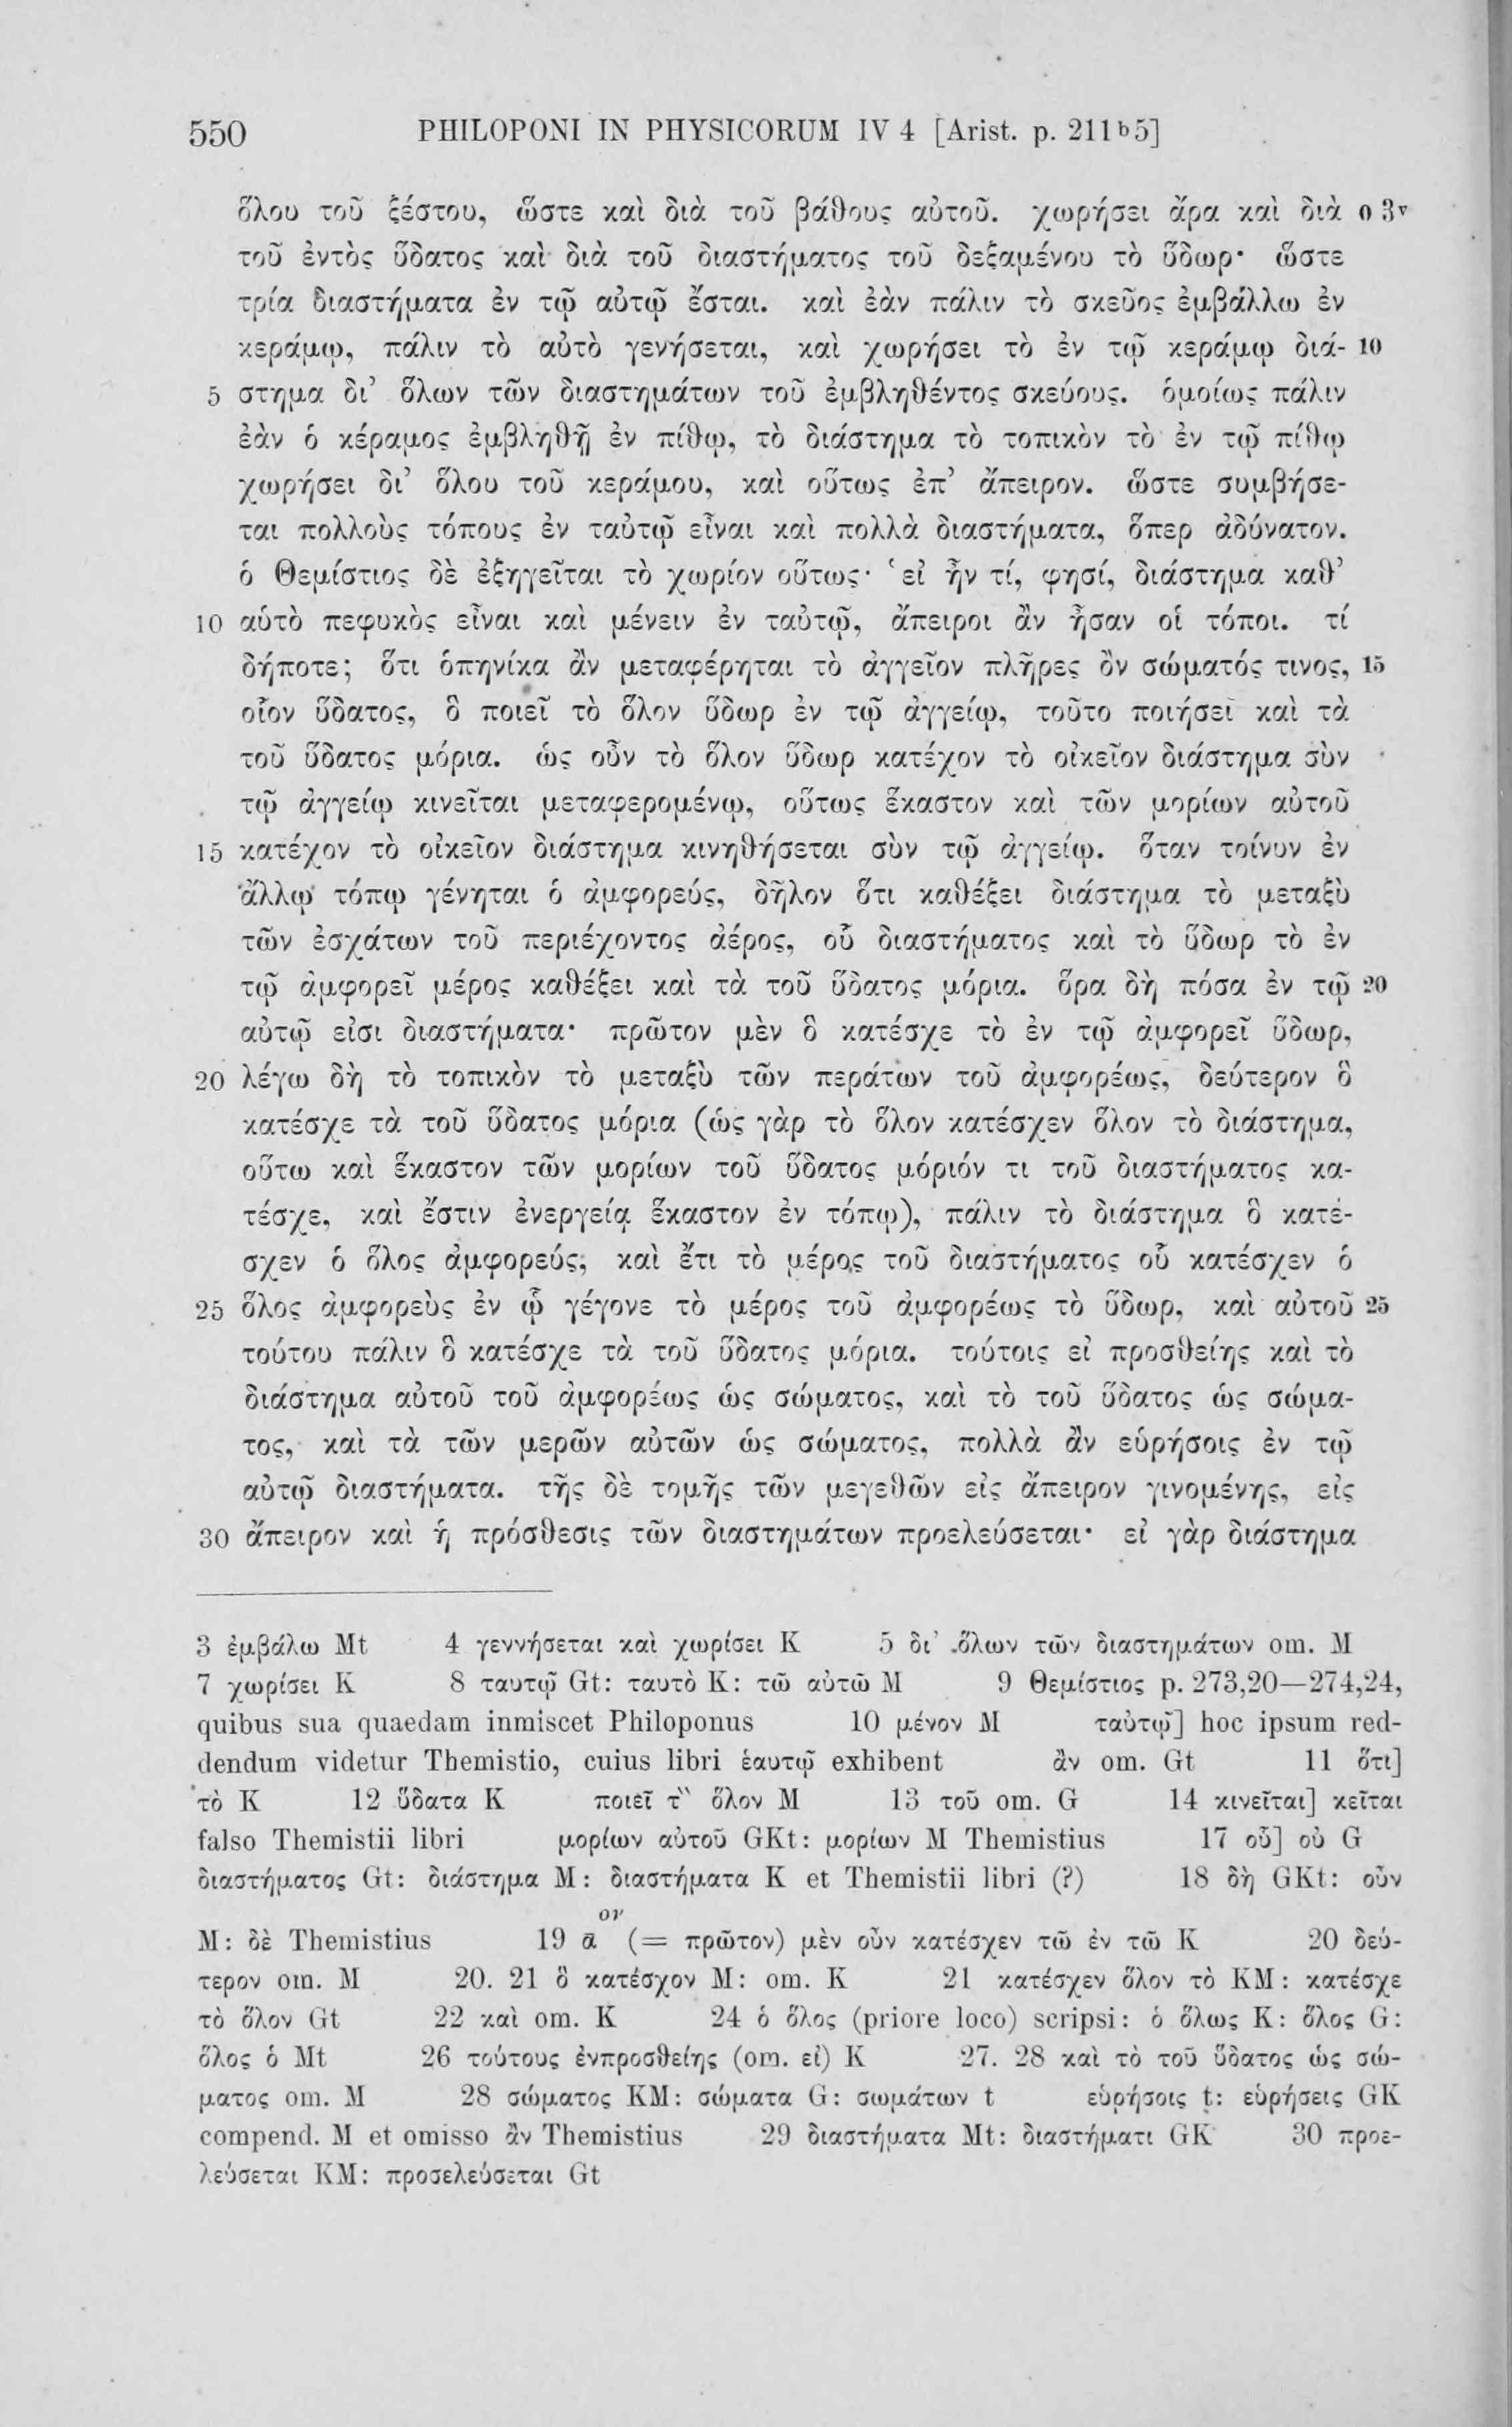 550 PHILOPONI IN PHYSICORUM IV 4 [Arist. p. 211ᵇ5]
ὅλου τοῦ ξέστου, ὥστε καὶ διὰ τοῦ βάθους αὐτοῦ. χωρήσει ἄρα καὶ διὰ ο 3ᵛ
τοῦ ἐντὸς ὕδατος καὶ διὰ τοῦ διαστήματος τοῦ δεξαμένου τὸ ὕδωρ· ὥστε
τρία διαστήματα ἐν τῷ αὐτῷ ἔσται. καὶ ἐὰν πάλιν τὸ σκεῦος ἐμβάλλω ἐν
κεράμῳ, πάλιν τὸ αὐτὸ γενήσεται, καὶ χωρήσει τὸ ἐν τῷ κεράμῳ διά- 10
5 στημα δι’ ὅλων τῶν διαστημάτων τοῦ ἐμβληθέντος σκεύους. ὁμοίως πάλιν
ἐὰν ὁ κέραμος ἐμβληθῇ ἐν πίθῳ, τὸ διάστημα τὸ τοπικὸν τὸ ἐν τῷ πίθῳ
χωρήσει δι’ ὅλου τοῦ κεράμου, καὶ οὕτως ἐπ’ ἄπειρον. ὥστε συμβήσε-
ται πολλοὺς τόπους ἐν ταὐτῷ εἶναι καὶ πολλὰ διαστήματα, ὅπερ ἀδύνατον.
ὁ Θεμίστιος δὲ ἐξηγεῖται τὸ χωρίον οὕτως· ‘εἰ ἦν τί, φησί, διάστημα καθ’
10 αὑτὸ πεφυκὸς εἶναι καὶ μένειν ἐν ταὐτῷ, ἄπειροι ἂν ἦσαν οἱ τόποι. τί
δήποτε; ὅτι ὁπηνίκα ἂν μεταφέρηται τὸ ἀγγεῖον πλῆρες ὂν σώματός τινος, 15
οἷον ὕδατος, ὃ ποιεῖ τὸ ὅλον ὕδωρ ἐν τῷ ἀγγείῳ, τοῦτο ποιήσει καὶ τὰ
τοῦ ὕδατος μόρια. ὡς οὖν τὸ ὅλον ὕδωρ κατέχον τὸ οἰκεῖον διάστημα σὺν
τῷ ἀγγείῳ κινεῖται μεταφερομένῳ, οὕτως ἕκαστον καὶ τῶν μορίων αὐτοῦ
15 κατέχον τὸ οἰκεῖον διάστημα κινηθήσεται σὺν τῷ ἀγγείῳ. ὅταν τοίνυν ἐν
ἄλλῳ τόπῳ γένηται ὁ ἀμφορεύς, δῆλον ὅτι καθέξει διάστημα τὸ μεταξὺ
τῶν ἐσχάτων τοῦ περιέχοντος ἀέρος, οὗ διαστήματος καὶ τὸ ὕδωρ τὸ ἐν
τῷ ἀμφορεῖ μέρος καθέξει καὶ τὰ τοῦ ὕδατος μόρια. ὅρα δὴ πόσα ἐν τῷ 20
αὐτῷ εἰσι διαστήματα· πρῶτον μὲν ὃ κατέσχε τὸ ἐν τῷ ἀμφορεῖ ὕδωρ,
20 λέγω δὴ τὸ τοπικὸν τὸ μεταξὺ τῶν περάτων τοῦ ἀμφορέως, δεύτερον ὃ
κατέσχε τὰ τοῦ ὕδατος μόρια (ὡς γὰρ τὸ ὅλον κατέσχεν ὅλον τὸ διάστημα,
οὕτω καὶ ἕκαστον τῶν μορίων τοῦ ὕδατος μόριόν τι τοῦ διαστήματος κα-
τέσχε, καὶ ἔστιν ἐνεργείᾳ ἕκαστον ἐν τόπῳ), πάλιν τὸ διάστημα ὃ κατέ-
σχεν ὁ ὅλος ἀμφορεύς, καὶ ἔτι τὸ μέρος τοῦ διαστήματος οὗ κατέσχεν ὁ
25 ὅλος ἀμφορεὺς ἐν ᾧ γέγονε τὸ μέρος τοῦ ἀμφορέως τὸ ὕδωρ, καὶ αὐτοῦ 25
τούτου πάλιν ὃ κατέσχε τὰ τοῦ ὕδατος μόρια. τούτοις εἰ προσθείης καὶ τὸ
διάστημα αὐτοῦ τοῦ ἀμφορέως ὡς σώματος, καὶ τὸ τοῦ ὕδατος ὡς σώμα-
τος, καὶ τὰ τῶν μερῶν αὐτῶν ὡς σώματος, πολλὰ ἂν εὑρήσοις ἐν τῷ
αὐτῷ διαστήματα. τῆς δὲ τομῆς τῶν μεγεθῶν εἰς ἄπειρον γινομένης, εἰς
30 ἄπειρον καὶ ἡ πρόσθεσις τῶν διαστημάτων προελεύσεται· εἰ γὰρ διάστημα
3 ἐμβάλω Mt 4 γεννήσεται καὶ χωρίσει K 5 δι’ ὅλων τῶν διαστημάτων om. M
7 χωρίσει K 8 ταυτῷ Gt: ταυτὸ K: τῶ αὐτῶ M 9 Θεμίστιος p. 273,20—274,24,
quibus sua quaedam inmiscet Philoponus 10 μένον M ταὐτῷ] hoc ipsum red-
dendum videtur Themistio, cuius libri ἑαυτῷ exhibent ἂν om. Gt 11 ὅτι]
τὸ K 12 ὕδατα K ποιεῖ τ‶ ὅλον M 13 τοῦ om. G 14 κινεῖται] κεῖται
falso Themistii libri μορίων αὐτοῦ GKt: μορίων M Themistius 17 οὗ] οὐ G
διαστήματος Gt: διάστημα M: διαστήματα K et Themistii libri (?) 18 δὴ GKt: οὖν
M: δὲ Themistius 19 α̅ᵒⁿ (= πρῶτον) μὲν οὖν κατέσχεν τῶ ἐν τῶ K 20 δεύ-
τερον om. M 20. 21 ὃ κατέσχον M: om. K 21 κατέσχεν ὅλον τὸ KM: κατέσχε
τὸ ὅλον Gt 22 καὶ om. K 24 ὁ ὅλος (priore loco) scripsi: ὁ ὅλως K: ὅλος G:
ὅλος ὁ Mt 26 τούτους ἐνπροσθείης (om. εἰ) K 27. 28 καὶ τὸ τοῦ ὕδατος ὡς σώ-
ματος om. M 28 σώματος KM: σώματα G: σωμάτων t εὑρήσοις t: εὑρήσεις GK
compend. M et omisso ἂν Themistius 29 διαστήματα Mt: διαστήματι GK 30 προε-
λεύσεται KM: προσελεύσεται Gt